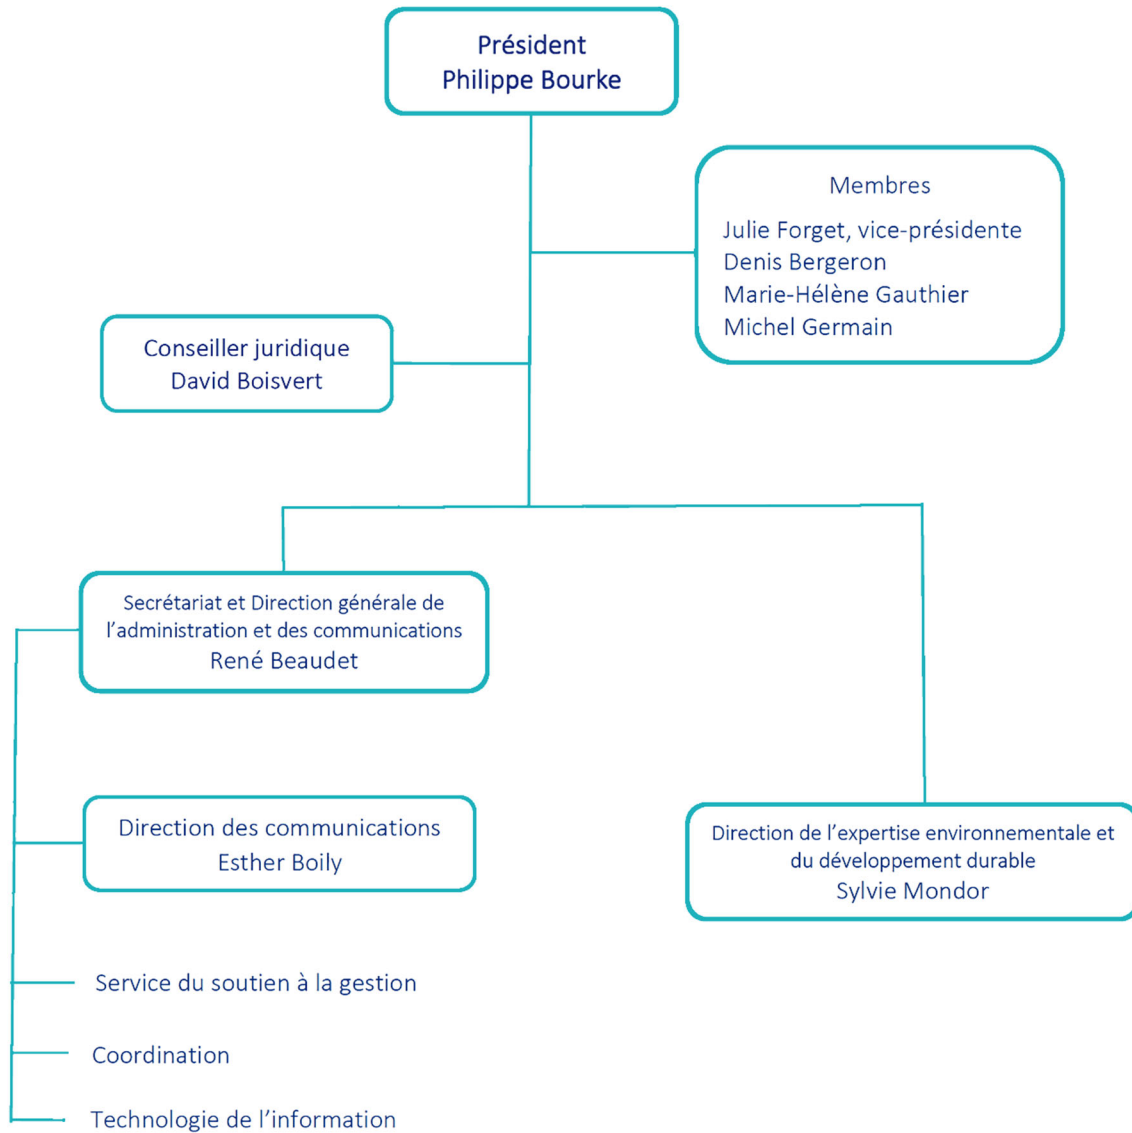 Président
Philippe Bourke
Membres
Julie Forget, vice-présidente
Denis Bergeron
Marie-Hélène Gauthier
Michel Germain
Conseiller juridique
David Boisvert
Secrétariat et Direction générale de
l’administration et des communications
René Beaudet
Direction des communications
Esther Boily
Direction de l’expertise environnementale et
du développement durable
Sylvie Mondor
Service du soutien à la gestion
Coordination
Technologie de l’information